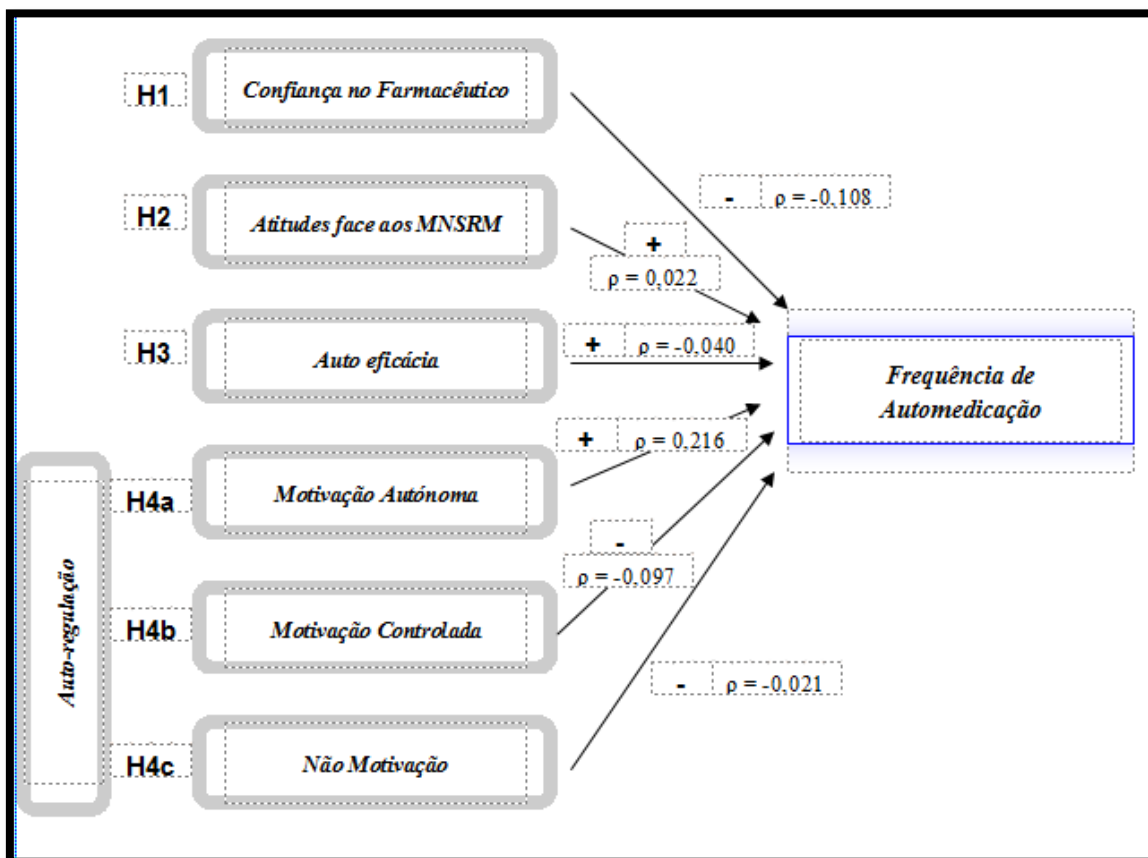 H1
Confiança no Farmacêutico
- ρ = -0,108
H2
Atitudes face aos MNSRM
+
ρ = 0,022
H3
Auto eficácia
+ ρ = -0,040
Frequência de
Automedicação
+ ρ = 0,216
H4a
Motivação Autónoma
-
ρ = -0,097
Auto-regulação
H4b
Motivação Controlada
- ρ = -0,021
H4c
Não Motivação